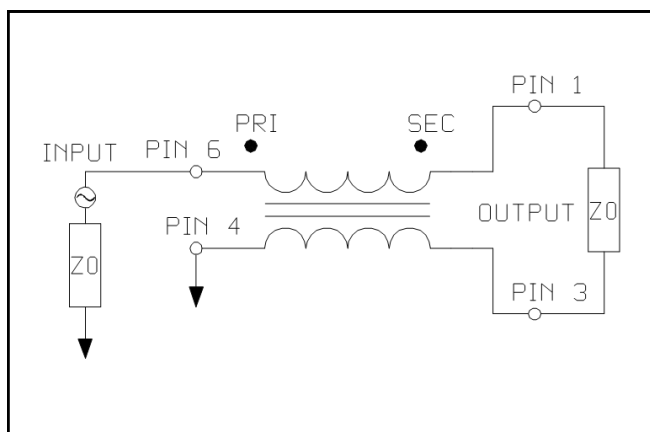 PIN 1
PRI
SEC
INPUT
PIN 6
OUTPUT
Z0
PIN 4
Z0
PIN 3